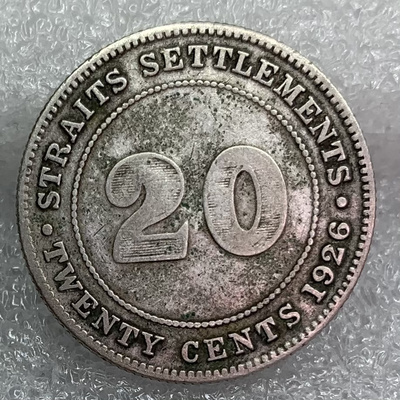 · STRAITS SETTLEMENTS ·
20
TWENTY CENTS 1926